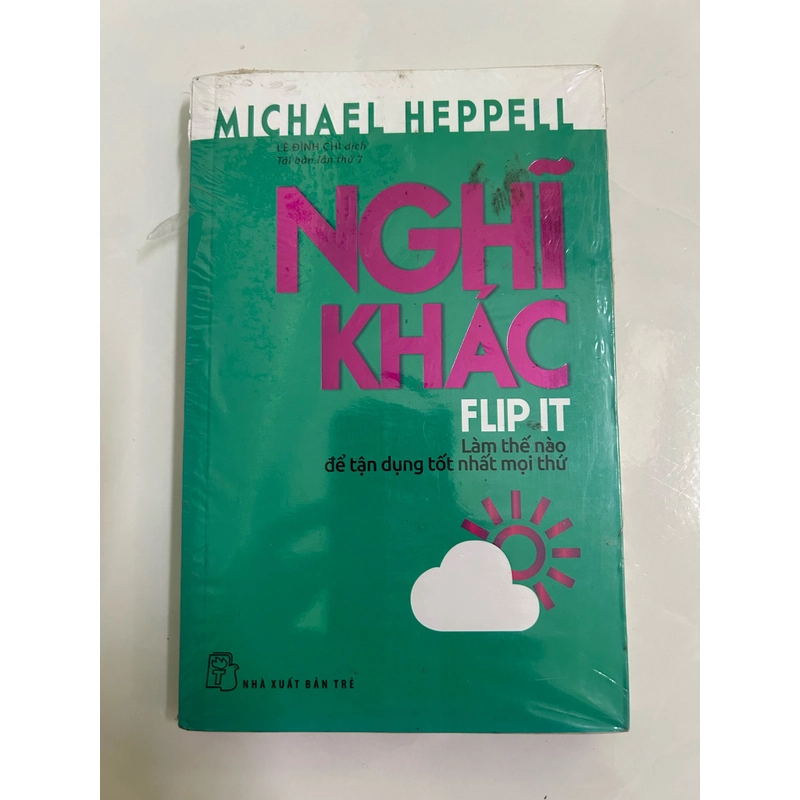 MICHAEL HEPPELL
LÊ ĐÌNH CHI dịch
Tái bản lần thứ 7
NGHĨ
KHÁC
FLIP IT
Làm thế nào
để tận dụng tốt nhất mọi thứ
NHÀ XUẤT BẢN TRẺ